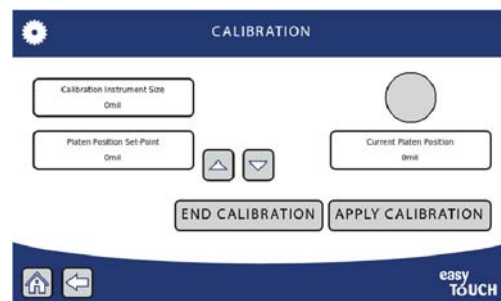 CALIBRATION
Calibration Instrument Size
0mil
Platen Position Set-Point
0mil
Current Platen Position
0mil
END CALIBRATION
APPLY CALIBRATION
easy
TOUCH